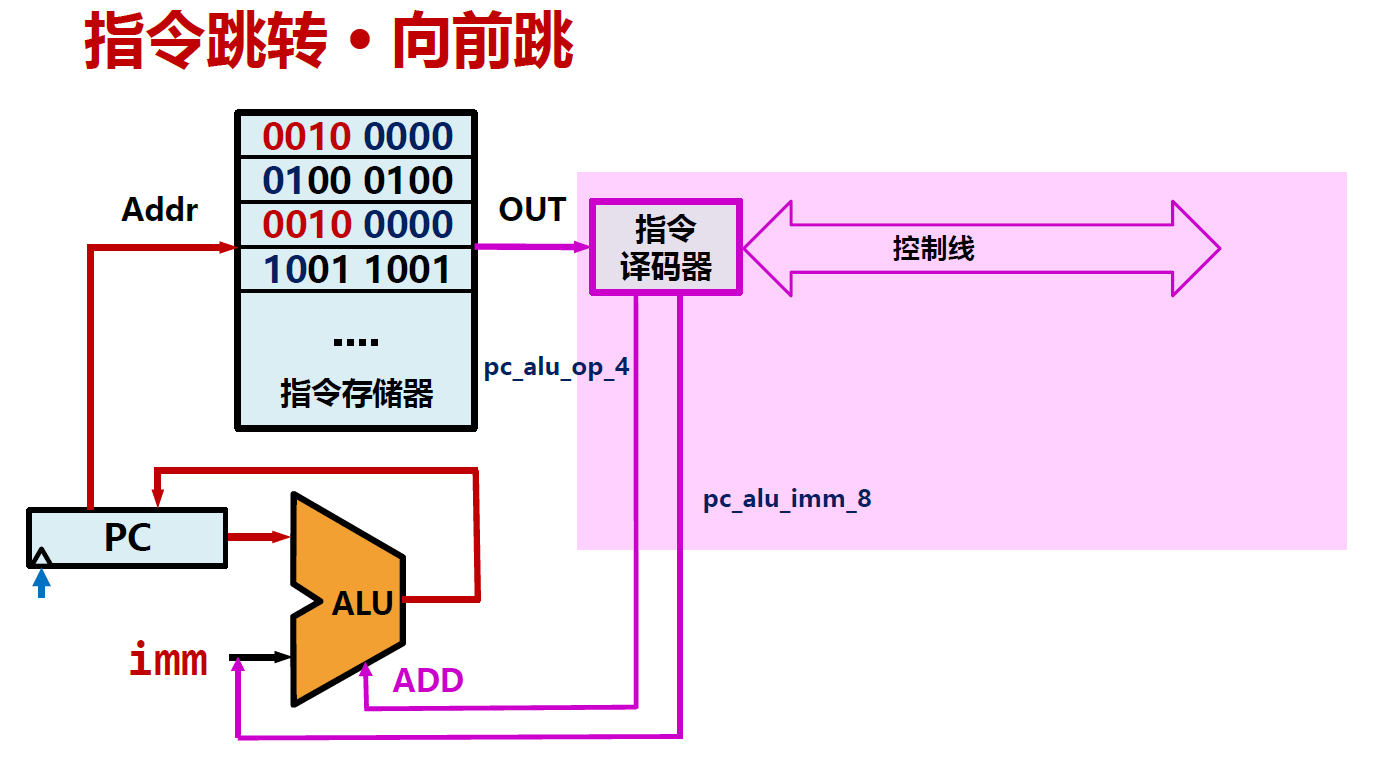 指令跳转·向前跳
0010 0000
0100 0100
0010 0000
1001 1001
....
指令存储器
Addr
OUT
指令
译码器
控制线
pc_alu_op_4
pc_alu_imm_8
PC
ALU
imm
ADD